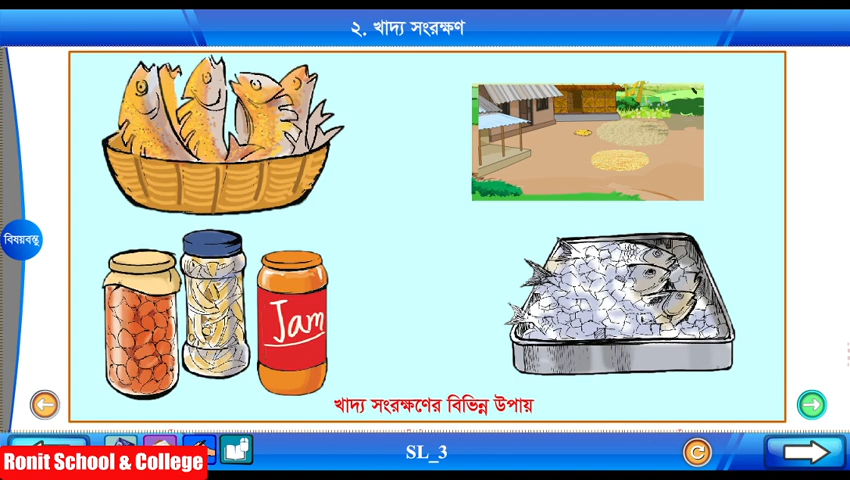 ২. খাদ্য সংরক্ষণ
বিষয়বস্তু
Jam
খাদ্য সংরক্ষণের বিভিন্ন উপায়
SL_3
Ronit School & College